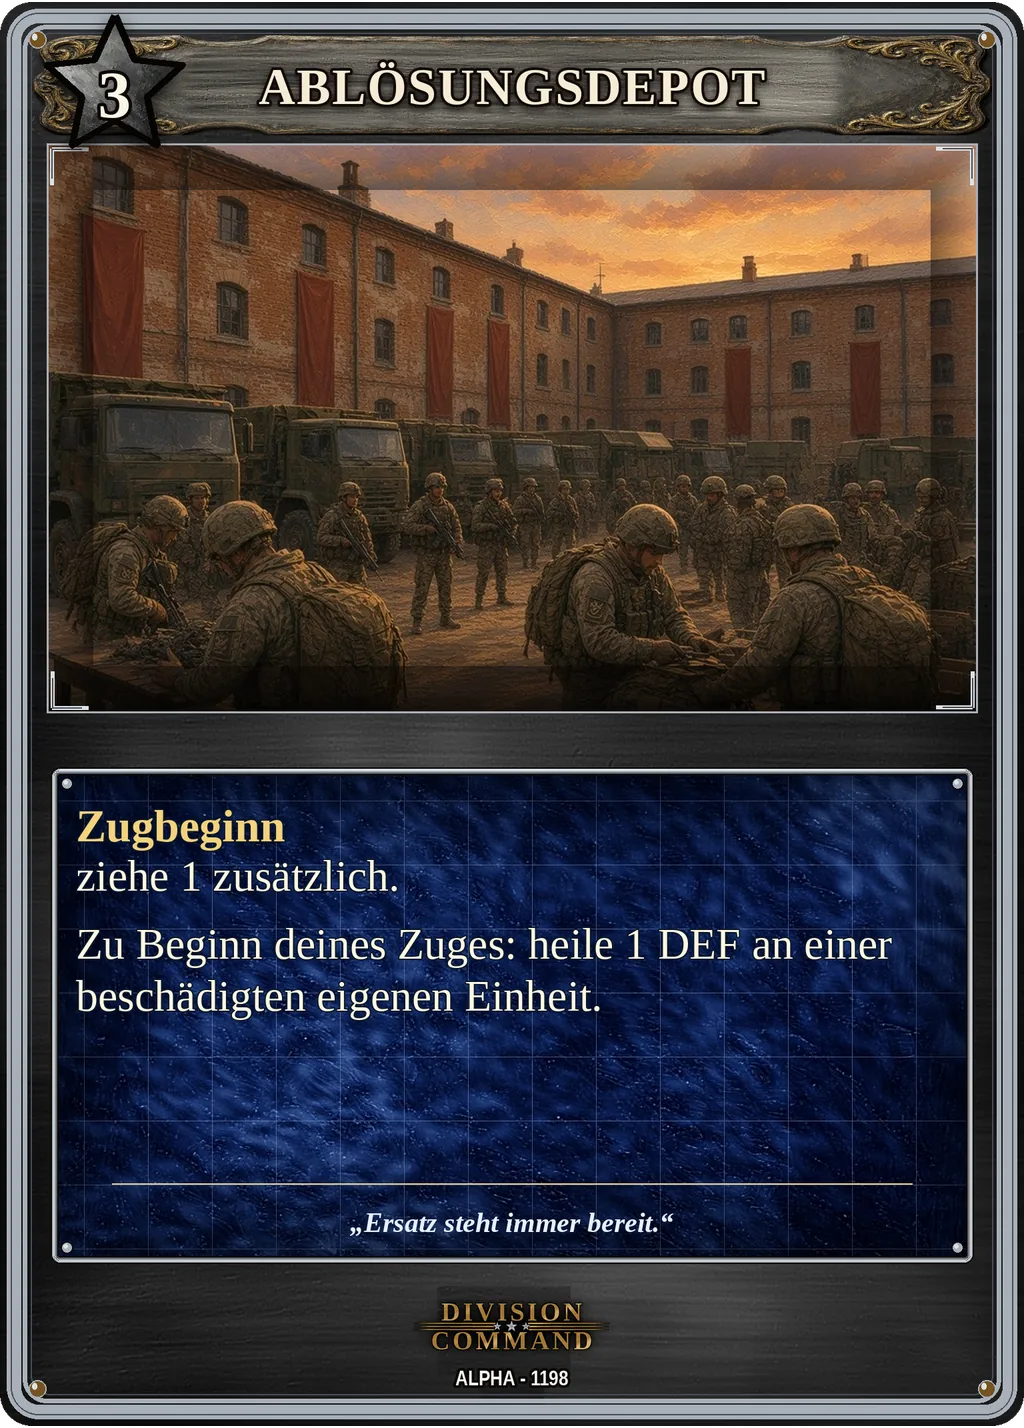 3
ABLÖSUNGSDEPOT
Zugbeginn
ziehe 1 zusätzlich.
Zu Beginn deines Zuges: heile 1 DEF an einer
beschädigten eigenen Einheit.
„Ersatz steht immer bereit.“
DIVISION
COMMAND
ALPHA - 1198